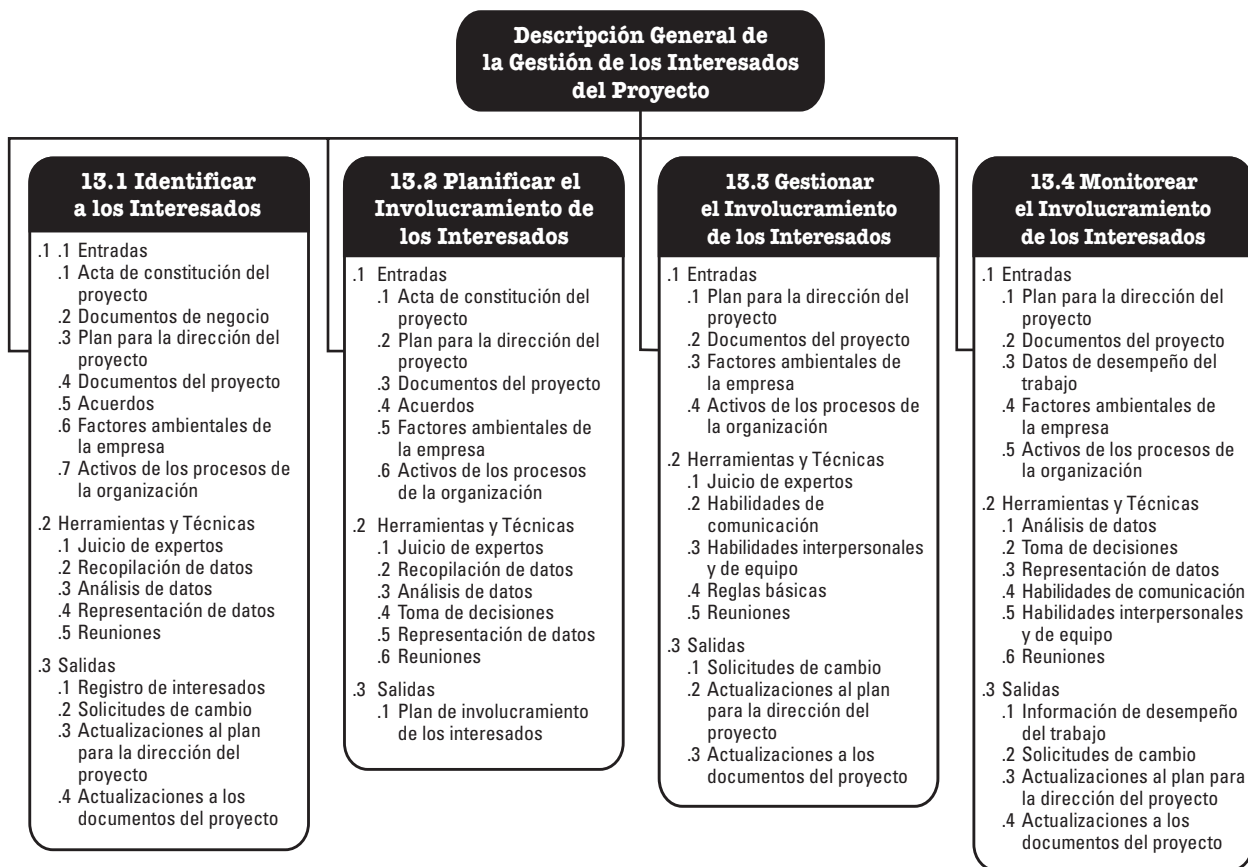 Descripción General de
la Gestión de los Interesados
del Proyecto
13.1 Identificar
a los Interesados
.1 .1 Entradas
.1 Acta de constitución del
proyecto
.2 Documentos de negocio
.3 Plan para la dirección del
proyecto
.4 Documentos del proyecto
.5 Acuerdos
.6 Factores ambientales de
la empresa
.7 Activos de los procesos de
la organización
.2 Herramientas y Técnicas
.1 Juicio de expertos
.2 Recopilación de datos
.3 Análisis de datos
.4 Representación de datos
.5 Reuniones
.3 Salidas
.1 Registro de interesados
.2 Solicitudes de cambio
.3 Actualizaciones al plan
para la dirección del
proyecto
.4 Actualizaciones a los
documentos del proyecto
13.2 Planificar el
Involucramiento de
los Interesados
.1 Entradas
.1 Acta de constitución del
proyecto
.2 Plan para la dirección del
proyecto
.3 Documentos del proyecto
.4 Acuerdos
.5 Factores ambientales de
la empresa
.6 Activos de los procesos
de la organización
.2 Herramientas y Técnicas
.1 Juicio de expertos
.2 Recopilación de datos
.3 Análisis de datos
.4 Toma de decisiones
.5 Representación de datos
.6 Reuniones
.3 Salidas
.1 Plan de involucramiento
de los interesados
13.3 Gestionar
el Involucramiento
de los Interesados
.1 Entradas
.1 Plan para la dirección del
proyecto
.2 Documentos del proyecto
.3 Factores ambientales de
la empresa
.4 Activos de los procesos de
la organización
.2 Herramientas y Técnicas
.1 Juicio de expertos
.2 Habilidades de
comunicación
.3 Habilidades interpersonales
y de equipo
.4 Reglas básicas
.5 Reuniones
.3 Salidas
.1 Solicitudes de cambio
.2 Actualizaciones al plan
para la dirección del
proyecto
.3 Actualizaciones a los
documentos del proyecto
13.4 Monitorear
el Involucramiento
de los Interesados
.1 Entradas
.1 Plan para la dirección del
proyecto
.2 Documentos del proyecto
.3 Datos de desempeño del
trabajo
.4 Factores ambientales de
la empresa
.5 Activos de los procesos de
la organización
.2 Herramientas y Técnicas
.1 Análisis de datos
.2 Toma de decisiones
.3 Representación de datos
.4 Habilidades de comunicación
.5 Habilidades interpersonales
y de equipo
.6 Reuniones
.3 Salidas
.1 Información de desempeño
del trabajo
.2 Solicitudes de cambio
.3 Actualizaciones al plan para
la dirección del proyecto
.4 Actualizaciones a los
documentos del proyecto